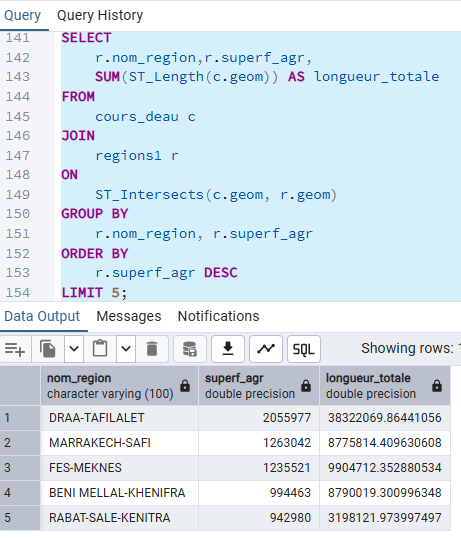 Query Query History
141 SELECT
142 r.nom_region,r.superf_agr,
143 SUM(ST_Length(c.geom)) AS longueur_totale
144 FROM
145 cours_deau c
146 JOIN
147 regions1 r
148 ON
149 ST_Intersects(c.geom, r.geom)
150 GROUP BY
151 r.nom_region, r.superf_agr
152 ORDER BY
153 r.superf_agr DESC
154 LIMIT 5;
Data Output Messages Notifications
SQL Showing rows: 1
nom_region superf_agr longueur_totale
character varying (100) double precision double precision
1 DRAA-TAFILALET 2055977 38322069.86441056
2 MARRAKECH-SAFI 1263042 8775814.409630608
3 FES-MEKNES 1235521 9904712.352880534
4 BENI MELLAL-KHENIFRA 994463 8790019.300996348
5 RABAT-SALE-KENITRA 942980 3198121.973997497